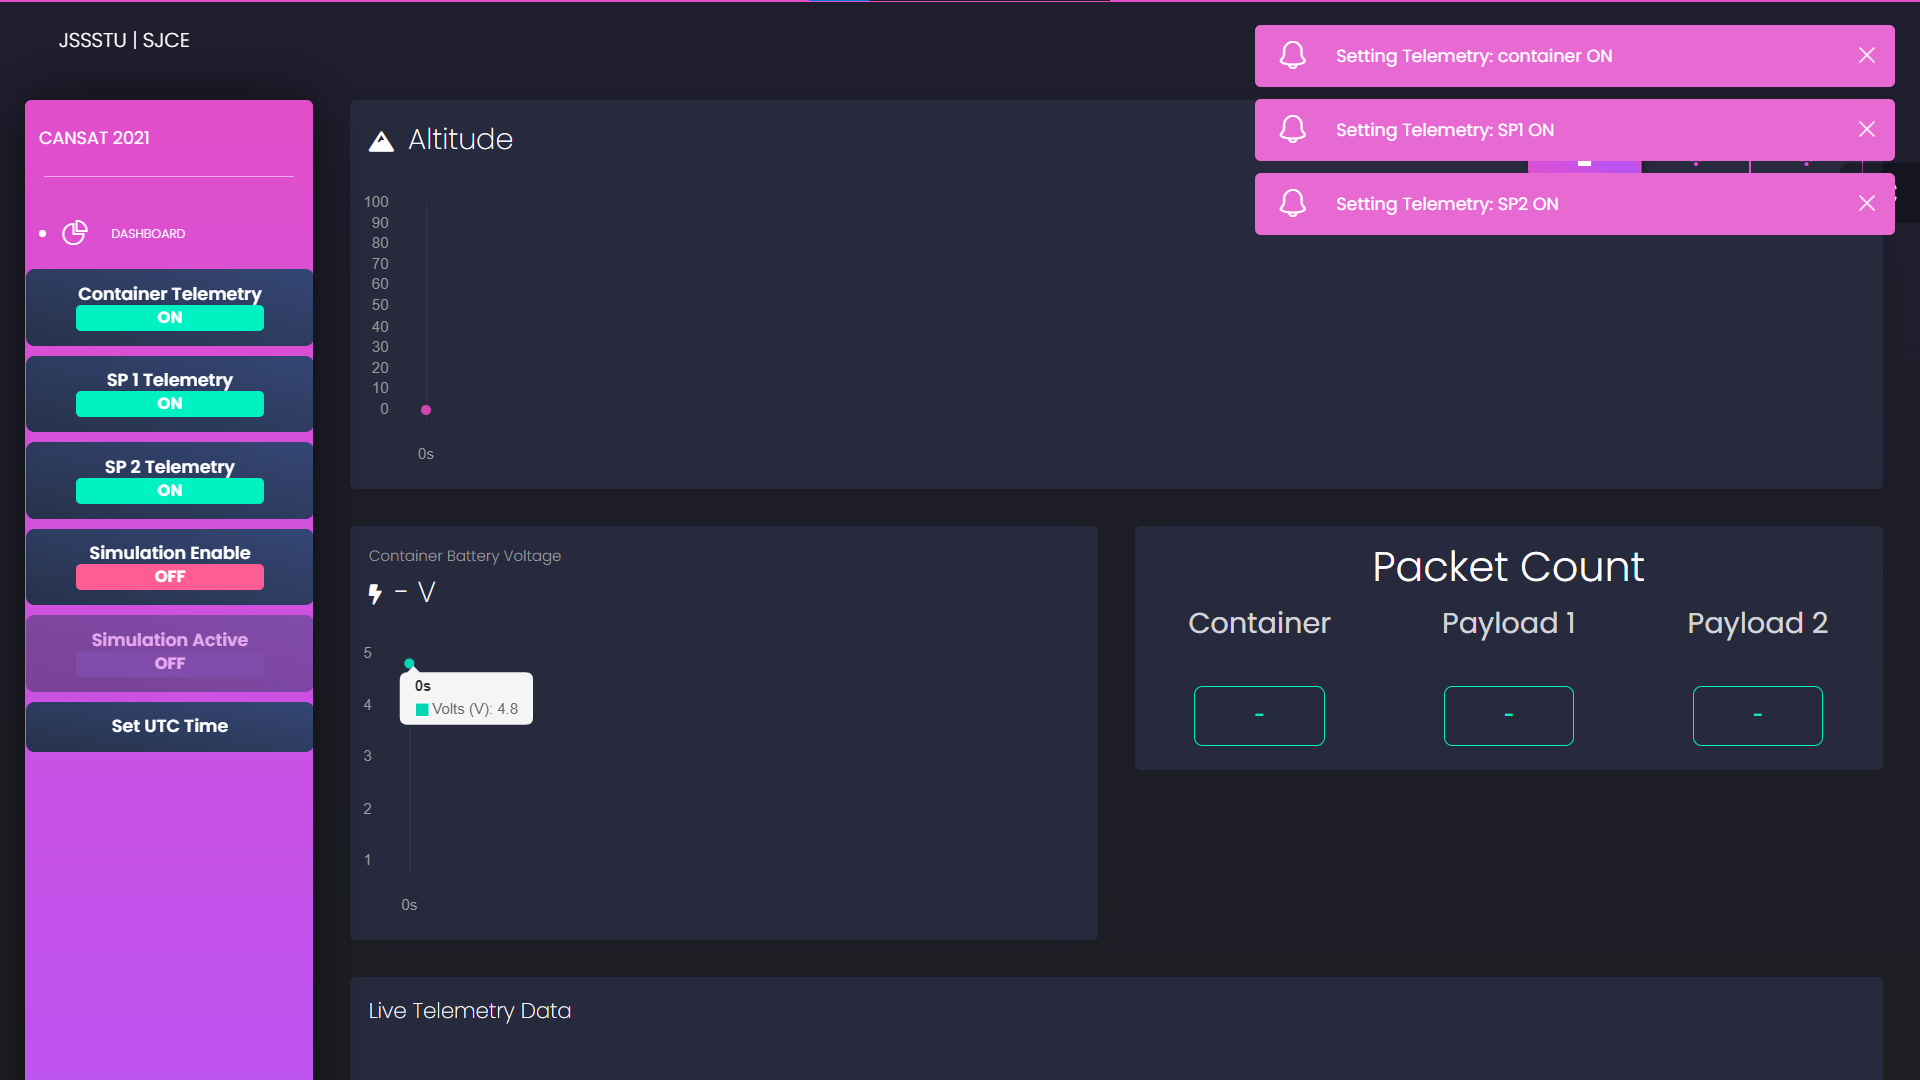 JSSSTU | SJCE
Setting Telemetry: container ON
Setting Telemetry: SP1 ON
Setting Telemetry: SP2 ON
CANSAT 2021
DASHBOARD
Container Telemetry
ON
SP 1 Telemetry
ON
SP 2 Telemetry
ON
Simulation Enable
OFF
Simulation Active
OFF
Set UTC Time
Altitude
100
90
80
70
60
50
40
30
20
10
0
0s
Container Battery Voltage
- V
5
4
3
2
1
0s
Volts (V): 4.8
0s
Packet Count
Container Payload 1 Payload 2
- - -
Live Telemetry Data